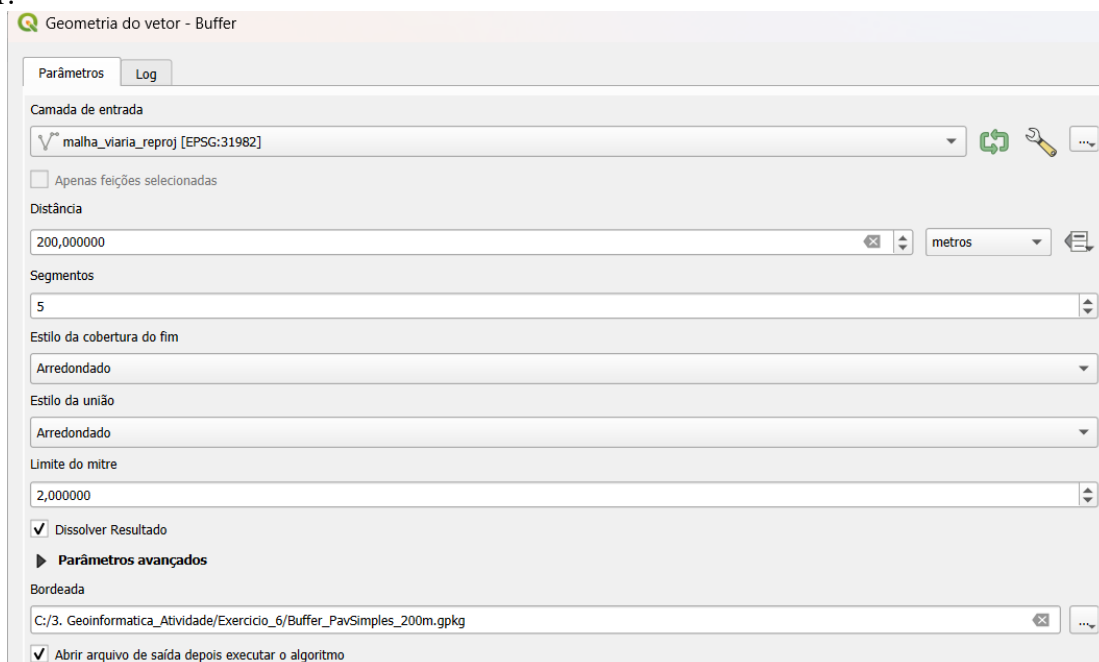 Geometria do vetor - Buffer
Parâmetros Log
Camada de entrada
malha_viaria_reproj [EPSG:31982]
...
Apenas feições selecionadas
Distância
200,000000 metros
Segmentos
5
Estilo da cobertura do fim
Arredondado
Estilo da união
Arredondado
Limite do mitre
2,000000
Dissolver Resultado
Parâmetros avançados
Bordeada
C:/3. Geoinformatica_Atividade/Exercicio_6/Buffer_PavSimples_200m.gpkg
...
Abrir arquivo de saída depois executar o algoritmo